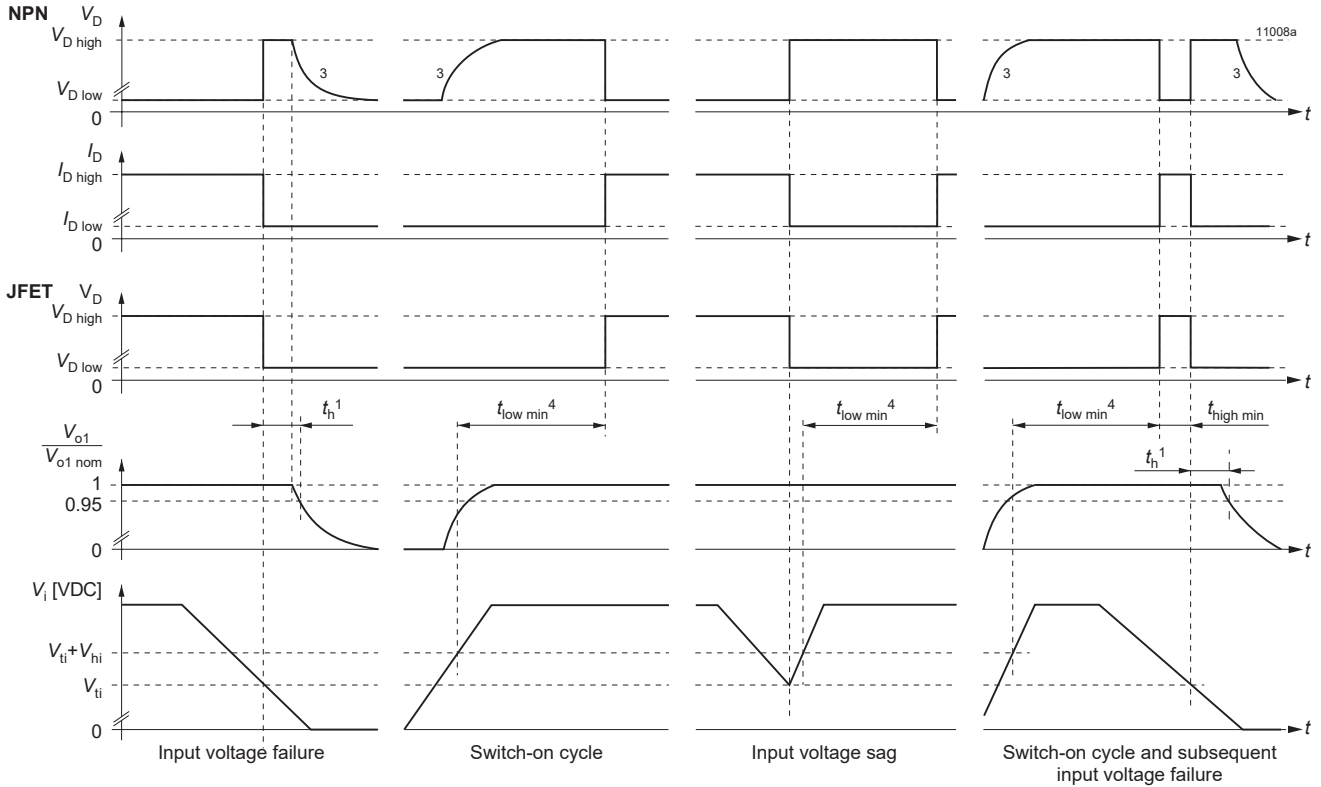 NPN
V_D
V_D high
11008a
3
3
3
3
V_D low
0
t
I_D
I_D high
I_D low
0
t
JFET
V_D
V_D high
V_D low
0
t
t_h^1
t_low min^4
t_low min^4
t_low min^4
t_high min
V_o1
V_o1 nom
t_h^1
1
0.95
0
t
V_i [VDC]
V_ti+V_hi
V_ti
0
t
Input voltage failure
Switch-on cycle
Input voltage sag
Switch-on cycle and subsequent
input voltage failure